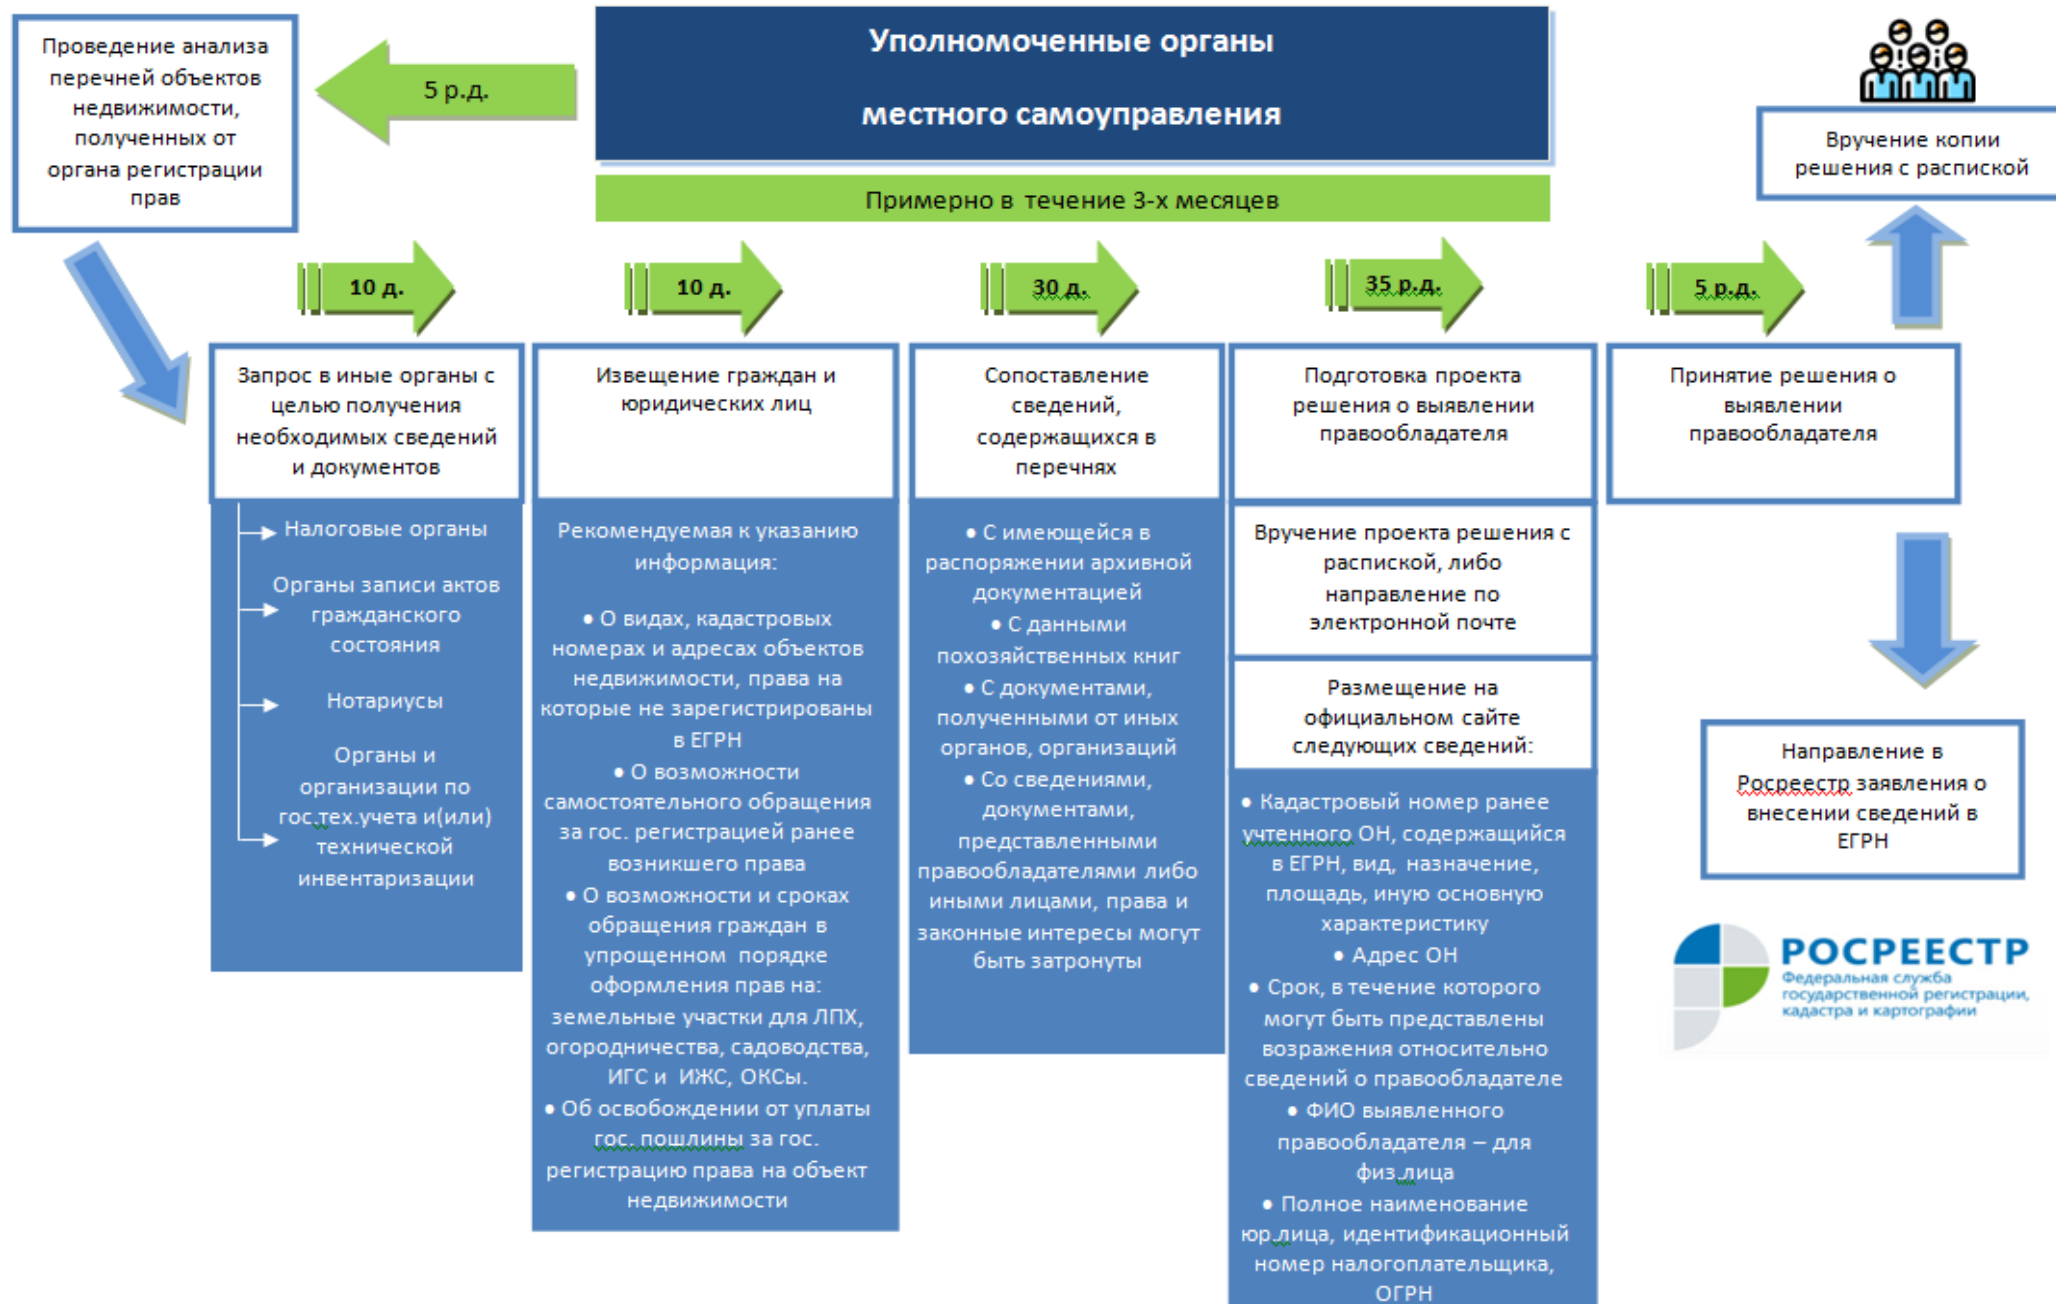 Проведение анализа
перечней объектов
недвижимости,
полученных от
органа регистрации
прав
5 р.д.
Уполномоченные органы
местного самоуправления
Примерно в течение 3-х месяцев
Вручение копии
решения с распиской
10 д.
10 д.
30 д.
35 р.д.
5 р.д.
Запрос в иные органы с
целью получения
необходимых сведений
и документов
Налоговые органы
Органы записи актов
гражданского
состояния
Нотариусы
Органы и
организации по
гос.тех.учета и(или)
технической
инвентаризации
Извещение граждан и
юридических лиц
Рекомендуемая к указанию
информация:
● О видах, кадастровых
номерах и адресах объектов
недвижимости, права на
которые не зарегистрированы
в ЕГРН
● О возможности
самостоятельного обращения
за гос. регистрацией ранее
возникшего права
● О возможности и сроках
обращения граждан в
упрощенном порядке
оформления прав на:
земельные участки для ЛПХ,
огородничества, садоводства,
ИГС и ИЖС, ОКСы.
● Об освобождении от уплаты
гос. пошлины за гос.
регистрацию права на объект
недвижимости
Сопоставление
сведений,
содержащихся в
перечнях
● С имеющейся в
распоряжении архивной
документацией
● С данными
похозяйственных книг
● С документами,
полученными от иных
органов, организаций
● Со сведениями,
документами,
представленными
правообладателями либо
иными лицами, права и
законные интересы могут
быть затронуты
Подготовка проекта
решения о выявлении
правообладателя
Вручение проекта решения с
распиской, либо
направление по
электронной почте
Размещение на
официальном сайте
следующих сведений:
● Кадастровый номер ранее
учтенного ОН, содержащийся
в ЕГРН, вид, назначение,
площадь, иную основную
характеристику
● Адрес ОН
● Срок, в течение которого
могут быть представлены
возражения относительно
сведений о правообладателе
● ФИО выявленного
правообладателя – для
физ.лица
● Полное наименование
юр.лица, идентификационный
номер налогоплательщика,
ОГРН
Принятие решения о
выявлении
правообладателя
Направление в
Росреестр заявления о
внесении сведений в
ЕГРН
РОСРЕЕСТР
Федеральная служба
государственной регистрации,
кадастра и картографии